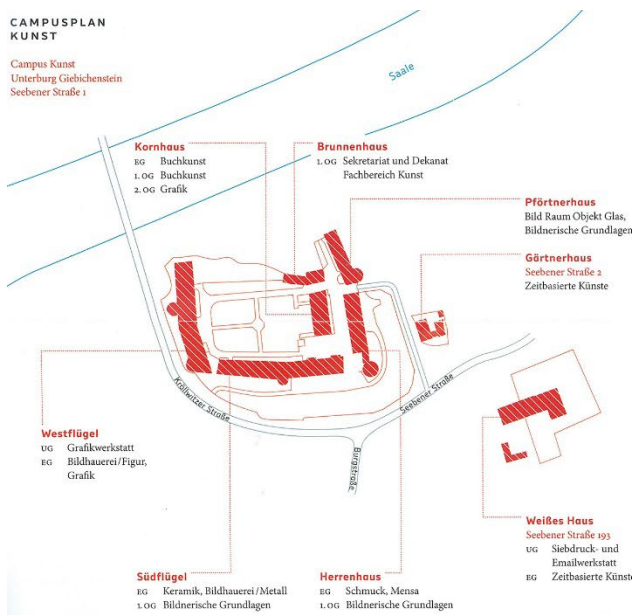 CAMPUSPLAN
KUNST
Campus Kunst
Unterburg Giebichenstein
Seebener Straße 1
Saale
Kornhaus
EG Buchkunst
1. OG Buchkunst
2. OG Grafik
Brunnenhaus
1. OG Sekretariat und Dekanat
Fachbereich Kunst
Pförtnerhaus
Bild Raum Objekt Glas,
Bildnerische Grundlagen
Gärtnerhaus
Seebener Straße 2
Zeitbasierte Künste
Kröllwitzer Straße
Seebener Straße
Burgstraße
Westflügel
UG Grafikwerkstatt
EG Bildhauerei/Figur,
Grafik
Weißes Haus
Seebener Straße 193
UG Siebdruck- und
Emailwerkstatt
EG Zeitbasierte Künste
Südflügel
EG Keramik, Bildhauerei/Metall
1. OG Bildnerische Grundlagen
Herrenhaus
EG Schmuck, Mensa
1. OG Bildnerische Grundlagen